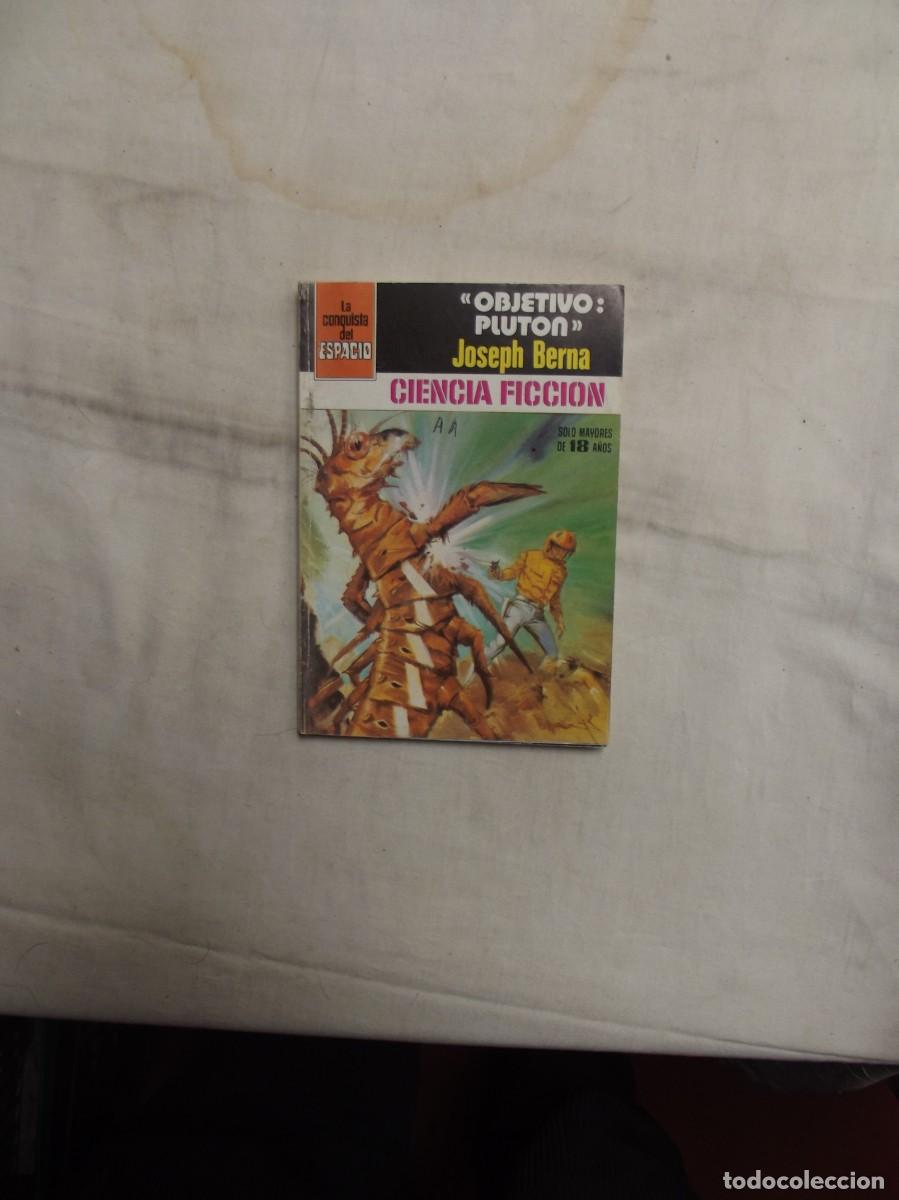 La
conquista
del
ESPACIO
«OBJETIVO:
PLUTON»
Joseph Berna
CIENCIA FICCION
AA
SOLO MAYORES
DE 18 AÑOS
todocoleccion